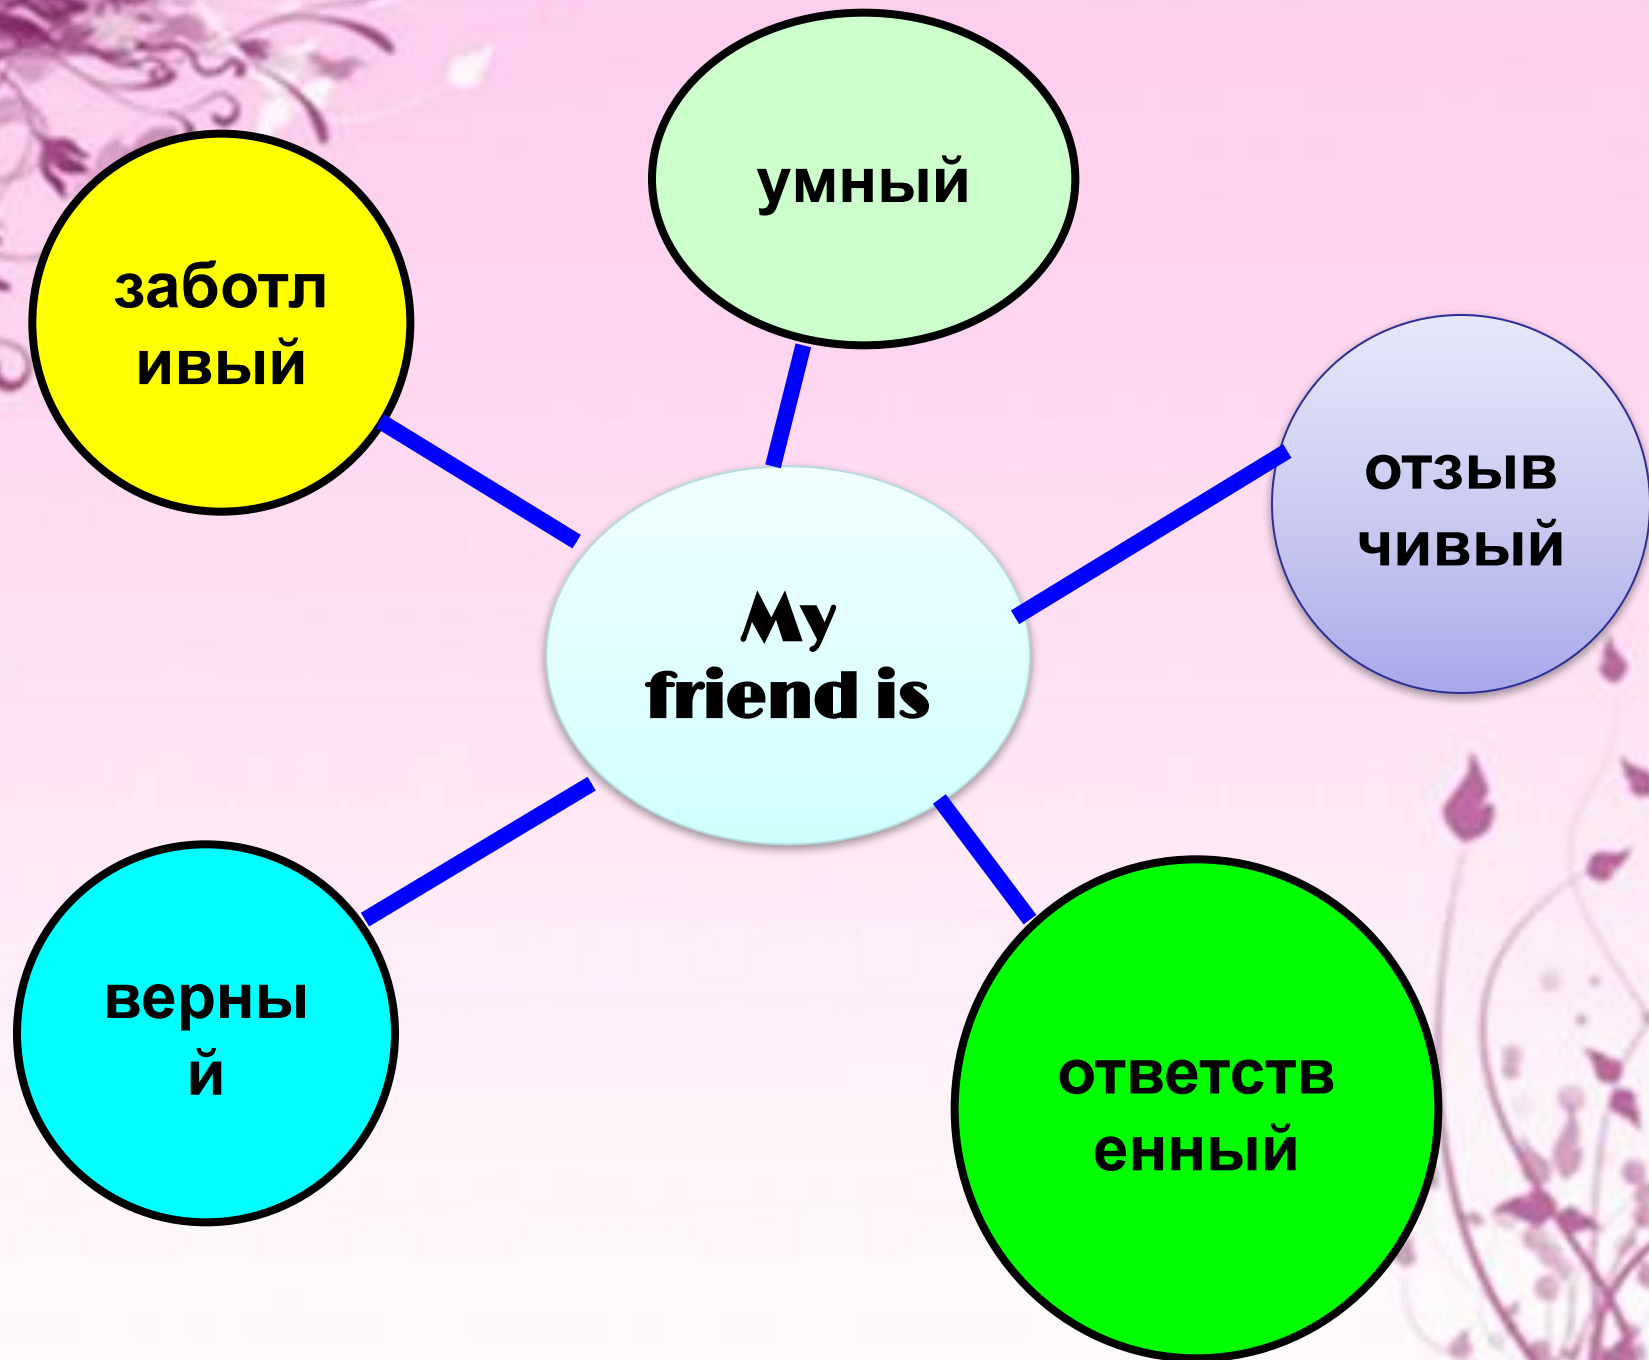 умный
заботл
ивый
отзыв
чивый
My
friend is
верны
й
ответств
енный